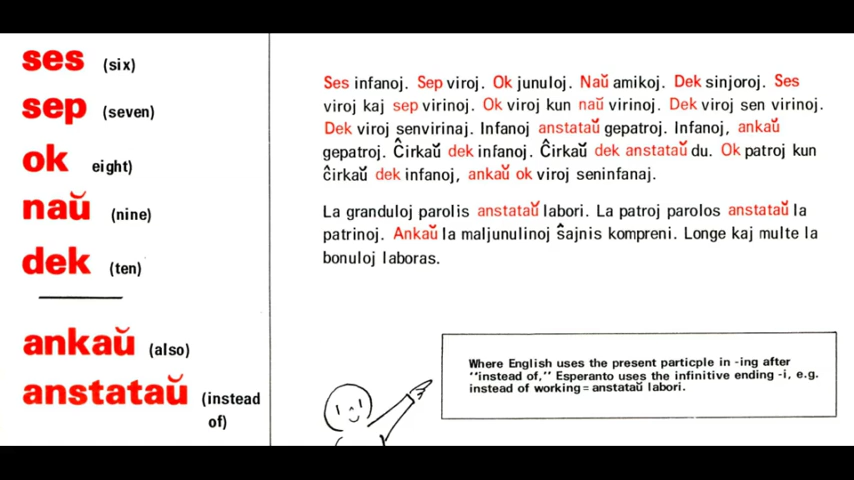 ses (six)
sep (seven)
ok eight)
naŭ (nine)
dek (ten)
ankaŭ (also)
anstataŭ (instead
of)
Ses infanoj. Sep viroj. Ok junuloj. Naŭ amikoj. Dek sinjoroj. Ses
viroj kaj sep virinoj. Ok viroj kun naŭ virinoj. Dek viroj sen virinoj.
Dek viroj senvirinaj. Infanoj anstataŭ gepatroj. Infanoj, ankaŭ
gepatroj. Ĉirkaŭ dek infanoj. Ĉirkaŭ dek anstataŭ du. Ok patroj kun
ĉirkaŭ dek infanoj, ankaŭ ok viroj seninfanaj.
La granduloj parolis anstataŭ labori. La patroj parolos anstataŭ la
patrinoj. Ankaŭ la maljunulinoj ŝajnis kompreni. Longe kaj multe la
bonuloj laboras.
Where English uses the present particple in -ing after
"instead of," Esperanto uses the infinitive ending -i, e.g.
instead of working = anstataŭ labori.